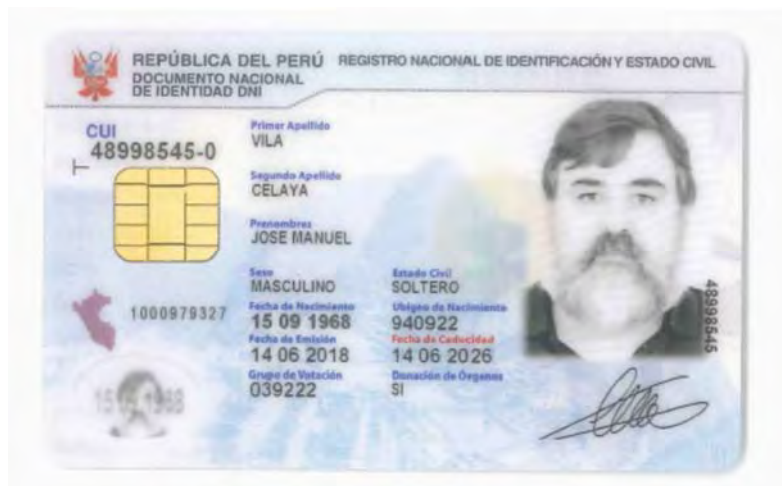 REPÚBLICA DEL PERÚ REGISTRO NACIONAL DE IDENTIFICACIÓN Y ESTADO CIVIL
DOCUMENTO NACIONAL
DE IDENTIDAD DNI
CUI
48998545-0
Primer Apellido
VILA
Segundo Apellido
CELAYA
Prenombres
JOSE MANUEL
Sexo Estado Civil
MASCULINO SOLTERO
Fecha de Nacimiento Ubigeo de Nacimiento
1000979327 15 09 1968 940922
Fecha de Emisión Fecha de Caducidad
14 06 2018 14 06 2026
Grupo de Votación Donación de Órganos
039222 SI
48998545